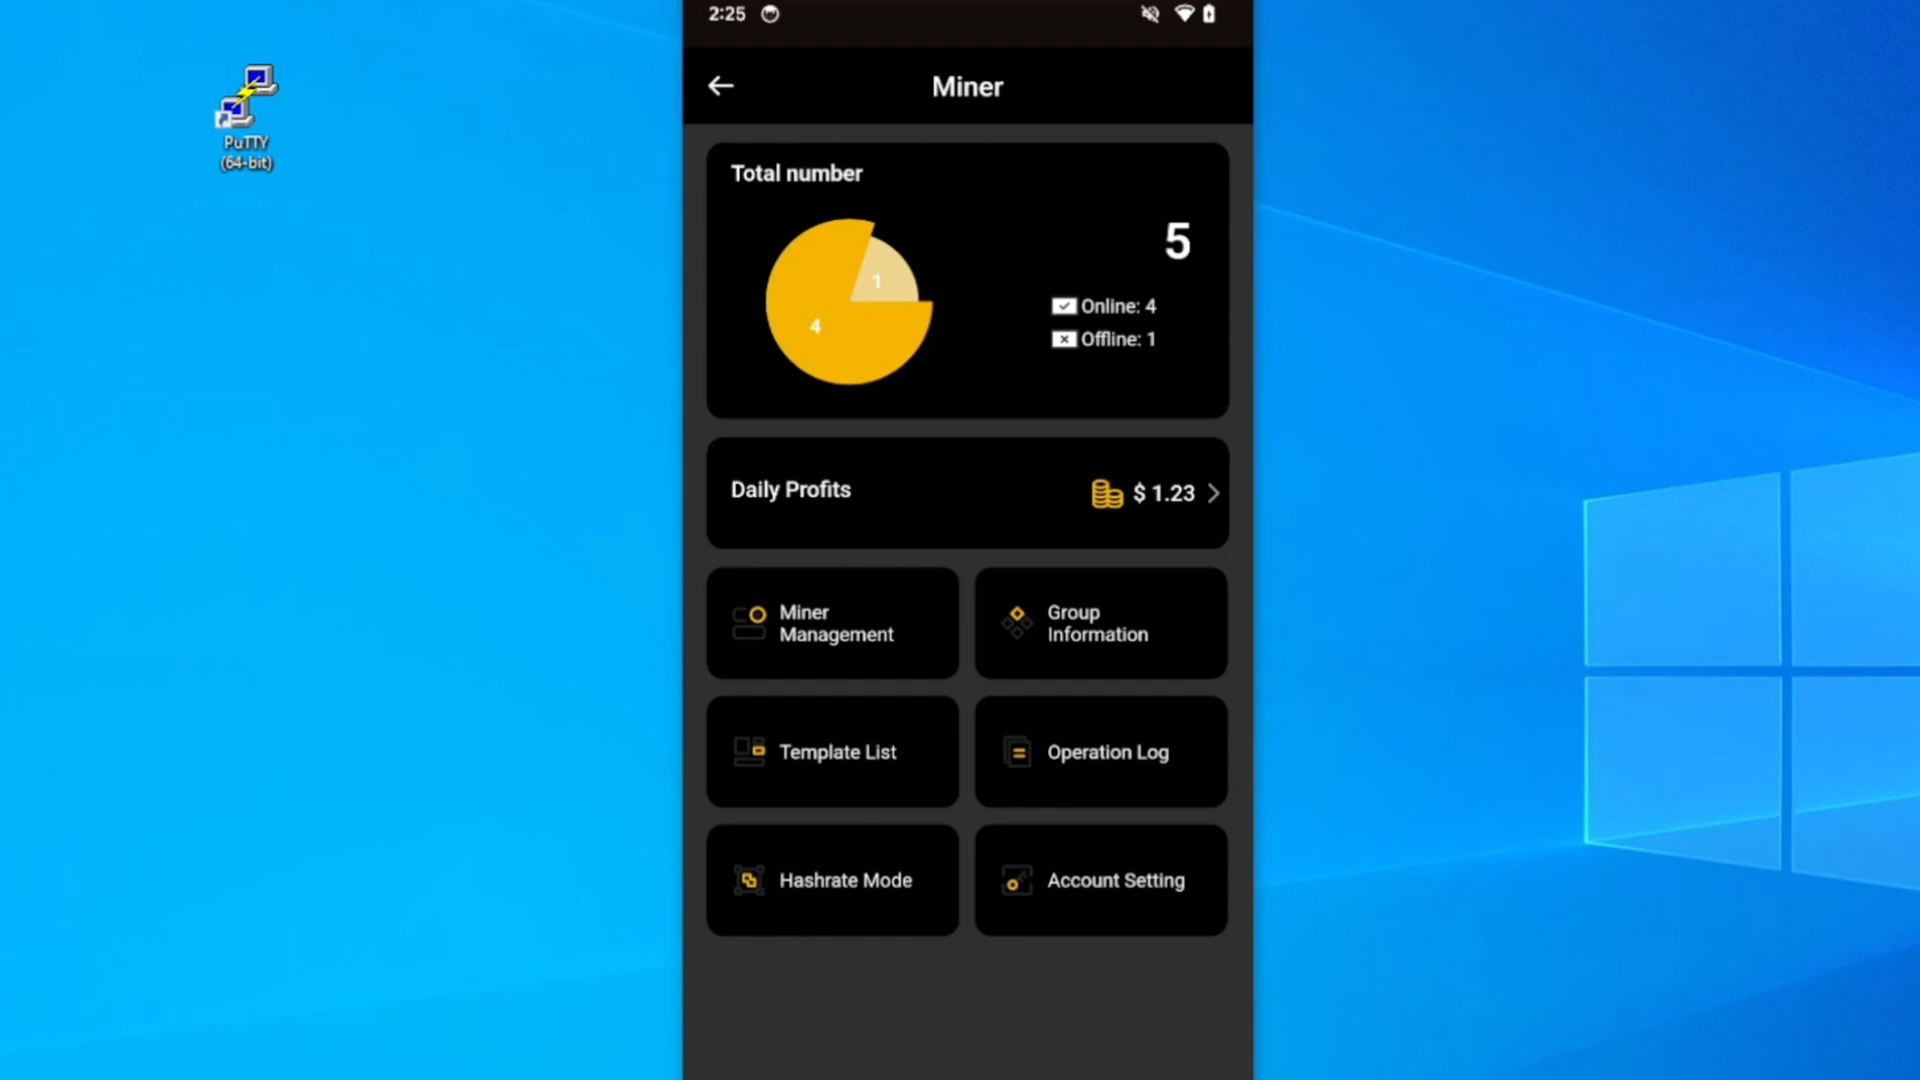 2:25
PuTTY
(64-bit)
Miner
Total number
5
1
4
Online: 4
Offline: 1
Daily Profits
$ 1.23
Miner
Management
Group
Information
Template List
Operation Log
Hashrate Mode
Account Setting